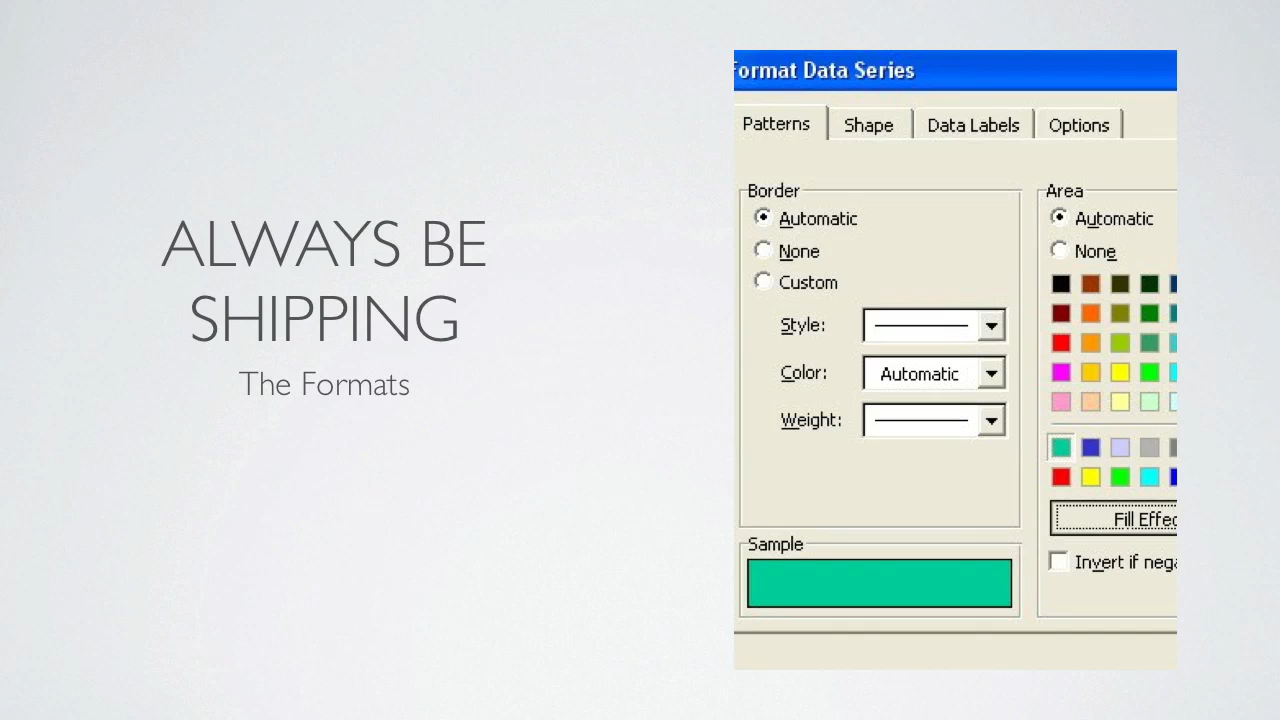 ALWAYS BE
SHIPPING
The Formats
Format Data Series
Patterns Shape Data Labels Options
Border
Automatic
None
Custom
Style:
Color: Automatic
Weight:
Sample
Area
Automatic
None
Fill Effec
Invert if nega